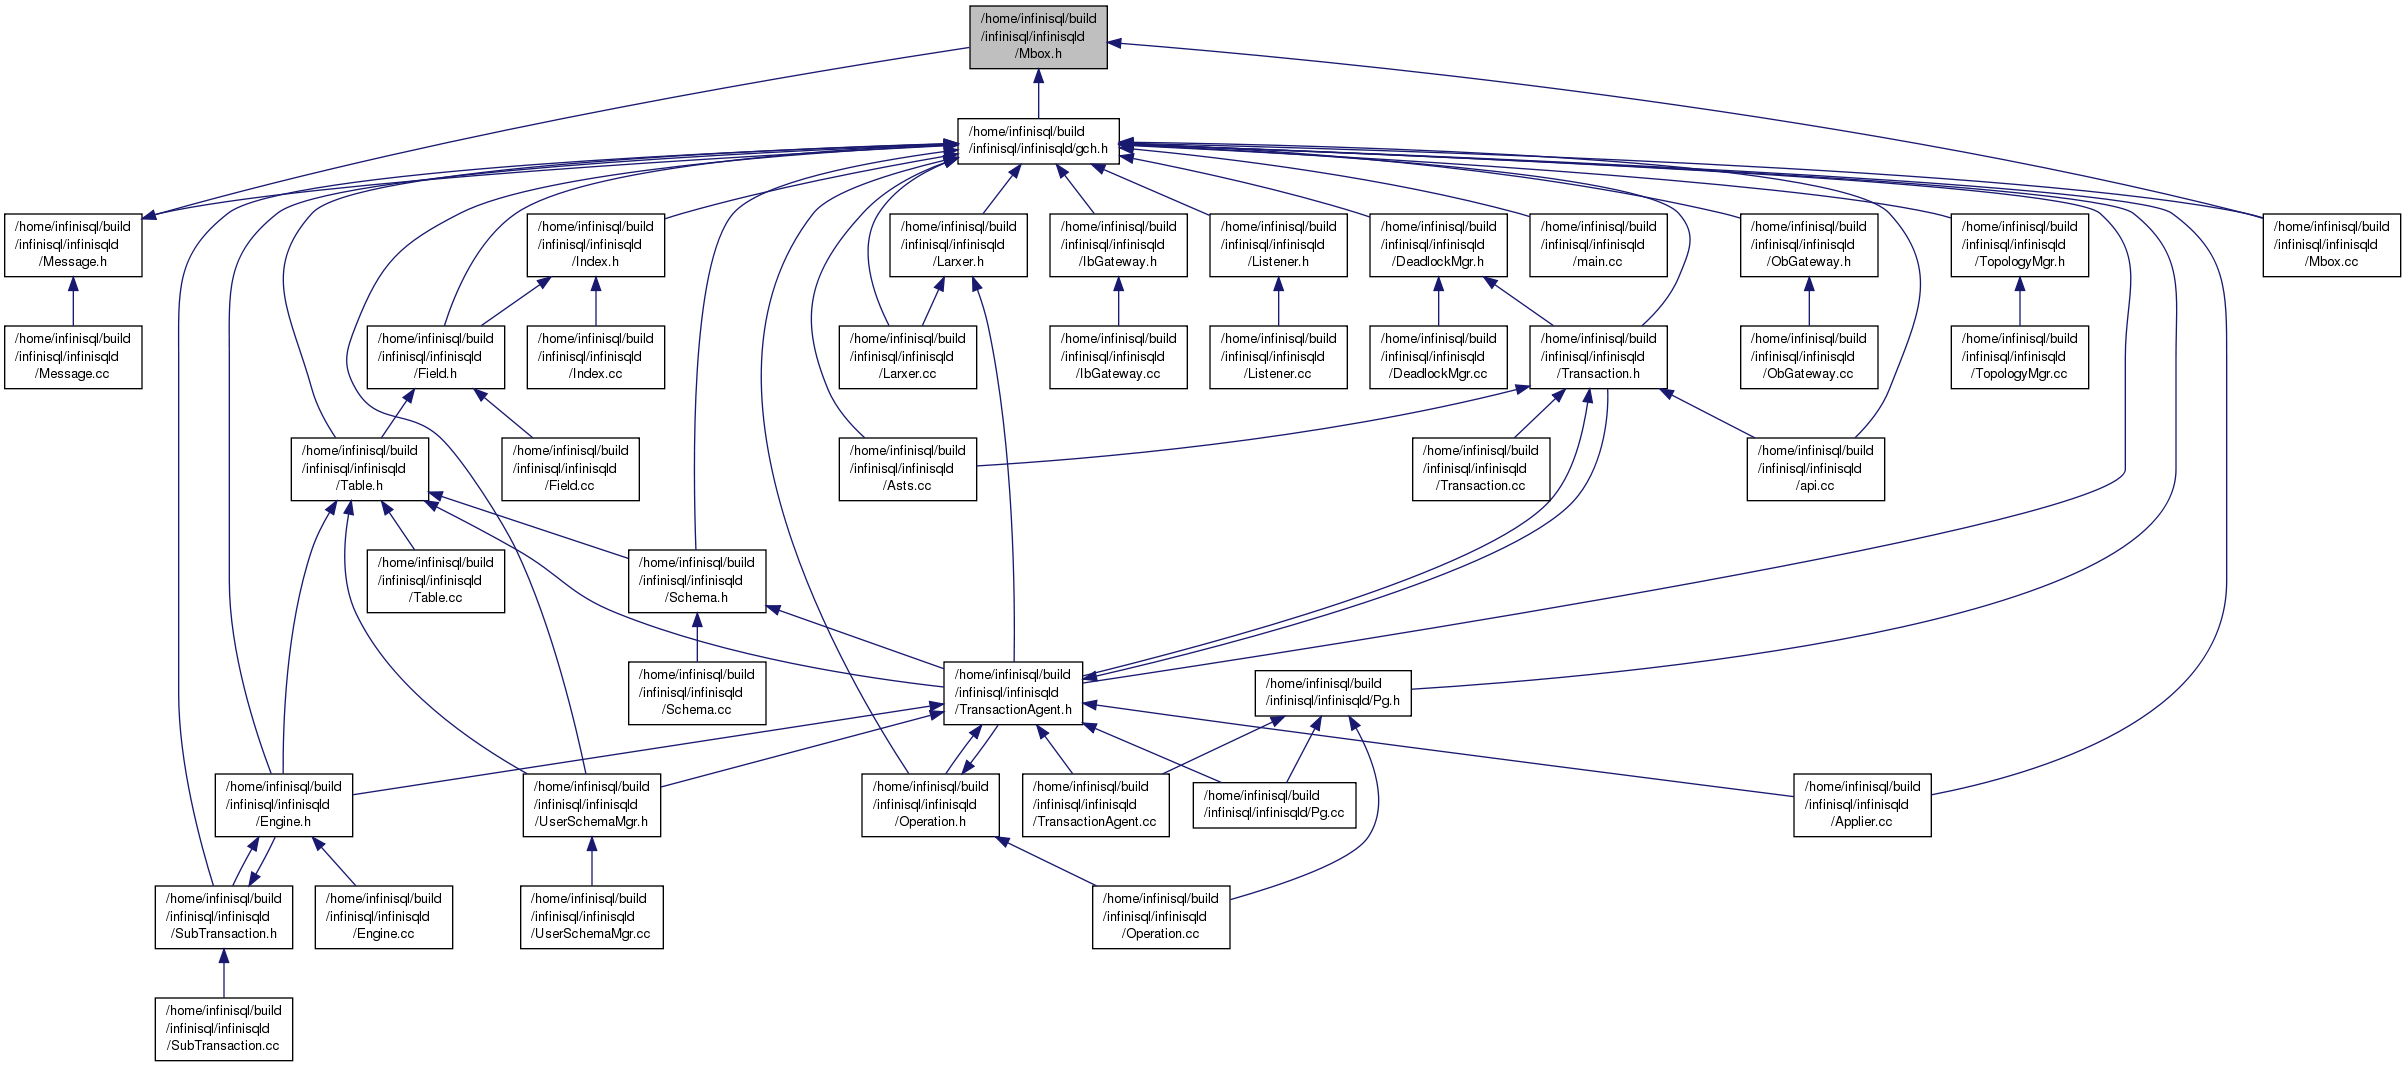 /home/infinisql/build
/infinisql/infinisqld
/Mbox.h
/home/infinisql/build
/infinisql/infinisqld/gch.h
/home/infinisql/build
/infinisql/infinisqld
/Message.h
/home/infinisql/build
/infinisql/infinisqld
/Index.h
/home/infinisql/build
/infinisql/infinisqld
/Larxer.h
/home/infinisql/build
/infinisql/infinisqld
/IbGateway.h
/home/infinisql/build
/infinisql/infinisqld
/Listener.h
/home/infinisql/build
/infinisql/infinisqld
/DeadlockMgr.h
/home/infinisql/build
/infinisql/infinisqld
/main.cc
/home/infinisql/build
/infinisql/infinisqld
/ObGateway.h
/home/infinisql/build
/infinisql/infinisqld
/TopologyMgr.h
/home/infinisql/build
/infinisql/infinisqld
/Mbox.cc
/home/infinisql/build
/infinisql/infinisqld
/Message.cc
/home/infinisql/build
/infinisql/infinisqld
/Field.h
/home/infinisql/build
/infinisql/infinisqld
/Index.cc
/home/infinisql/build
/infinisql/infinisqld
/Larxer.cc
/home/infinisql/build
/infinisql/infinisqld
/IbGateway.cc
/home/infinisql/build
/infinisql/infinisqld
/Listener.cc
/home/infinisql/build
/infinisql/infinisqld
/DeadlockMgr.cc
/home/infinisql/build
/infinisql/infinisqld
/Transaction.h
/home/infinisql/build
/infinisql/infinisqld
/ObGateway.cc
/home/infinisql/build
/infinisql/infinisqld
/TopologyMgr.cc
/home/infinisql/build
/infinisql/infinisqld
/Table.h
/home/infinisql/build
/infinisql/infinisqld
/Field.cc
/home/infinisql/build
/infinisql/infinisqld
/Asts.cc
/home/infinisql/build
/infinisql/infinisqld
/Transaction.cc
/home/infinisql/build
/infinisql/infinisqld
/api.cc
/home/infinisql/build
/infinisql/infinisqld
/Table.cc
/home/infinisql/build
/infinisql/infinisqld
/Schema.h
/home/infinisql/build
/infinisql/infinisqld
/Schema.cc
/home/infinisql/build
/infinisql/infinisqld
/TransactionAgent.h
/home/infinisql/build
/infinisql/infinisqld/Pg.h
/home/infinisql/build
/infinisql/infinisqld
/Engine.h
/home/infinisql/build
/infinisql/infinisqld
/UserSchemaMgr.h
/home/infinisql/build
/infinisql/infinisqld
/Operation.h
/home/infinisql/build
/infinisql/infinisqld
/TransactionAgent.cc
/home/infinisql/build
/infinisql/infinisqld/Pg.cc
/home/infinisql/build
/infinisql/infinisqld
/Applier.cc
/home/infinisql/build
/infinisql/infinisqld
/SubTransaction.h
/home/infinisql/build
/infinisql/infinisqld
/Engine.cc
/home/infinisql/build
/infinisql/infinisqld
/UserSchemaMgr.cc
/home/infinisql/build
/infinisql/infinisqld
/Operation.cc
/home/infinisql/build
/infinisql/infinisqld
/SubTransaction.cc